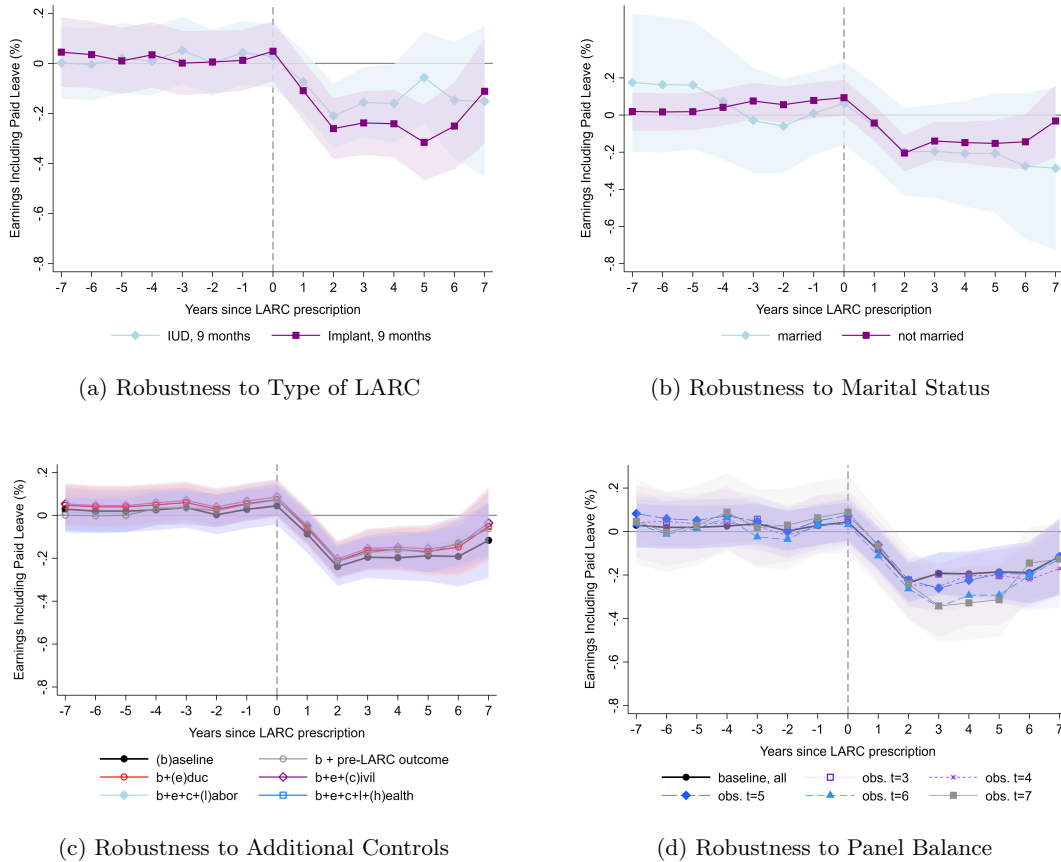 .2
0
-.2
-.4
-.6
-.8
Earnings Including Paid Leave (%)
-7 -6 -5 -4 -3 -2 -1 0 1 2 3 4 5 6 7
Years since LARC prescription
IUD, 9 months Implant, 9 months
(a) Robustness to Type of LARC
0.2
0
-.2
-.4
-.6
-.8
Earnings Including Paid Leave (%)
-7 -6 -5 -4 -3 -2 -1 0 1 2 3 4 5 6 7
Years since LARC prescription
married not married
(b) Robustness to Marital Status
.2
0
-.2
-.4
-.6
-.8
Earnings Including Paid Leave (%)
-7 -6 -5 -4 -3 -2 -1 0 1 2 3 4 5 6 7
Years since LARC prescription
(b)aseline b + pre-LARC outcome
b+(e)duc b+e+(c)ivil
b+e+c+(l)abor b+e+c+l+(h)ealth
(c) Robustness to Additional Controls
0.2
0
-.2
-.4
-.6
-.8
Earnings Including Paid Leave (%)
-7 -6 -5 -4 -3 -2 -1 0 1 2 3 4 5 6 7
Years since LARC prescription
baseline, all obs. t=3 obs. t=4
obs. t=5 obs. t=6 obs. t=7
(d) Robustness to Panel Balance